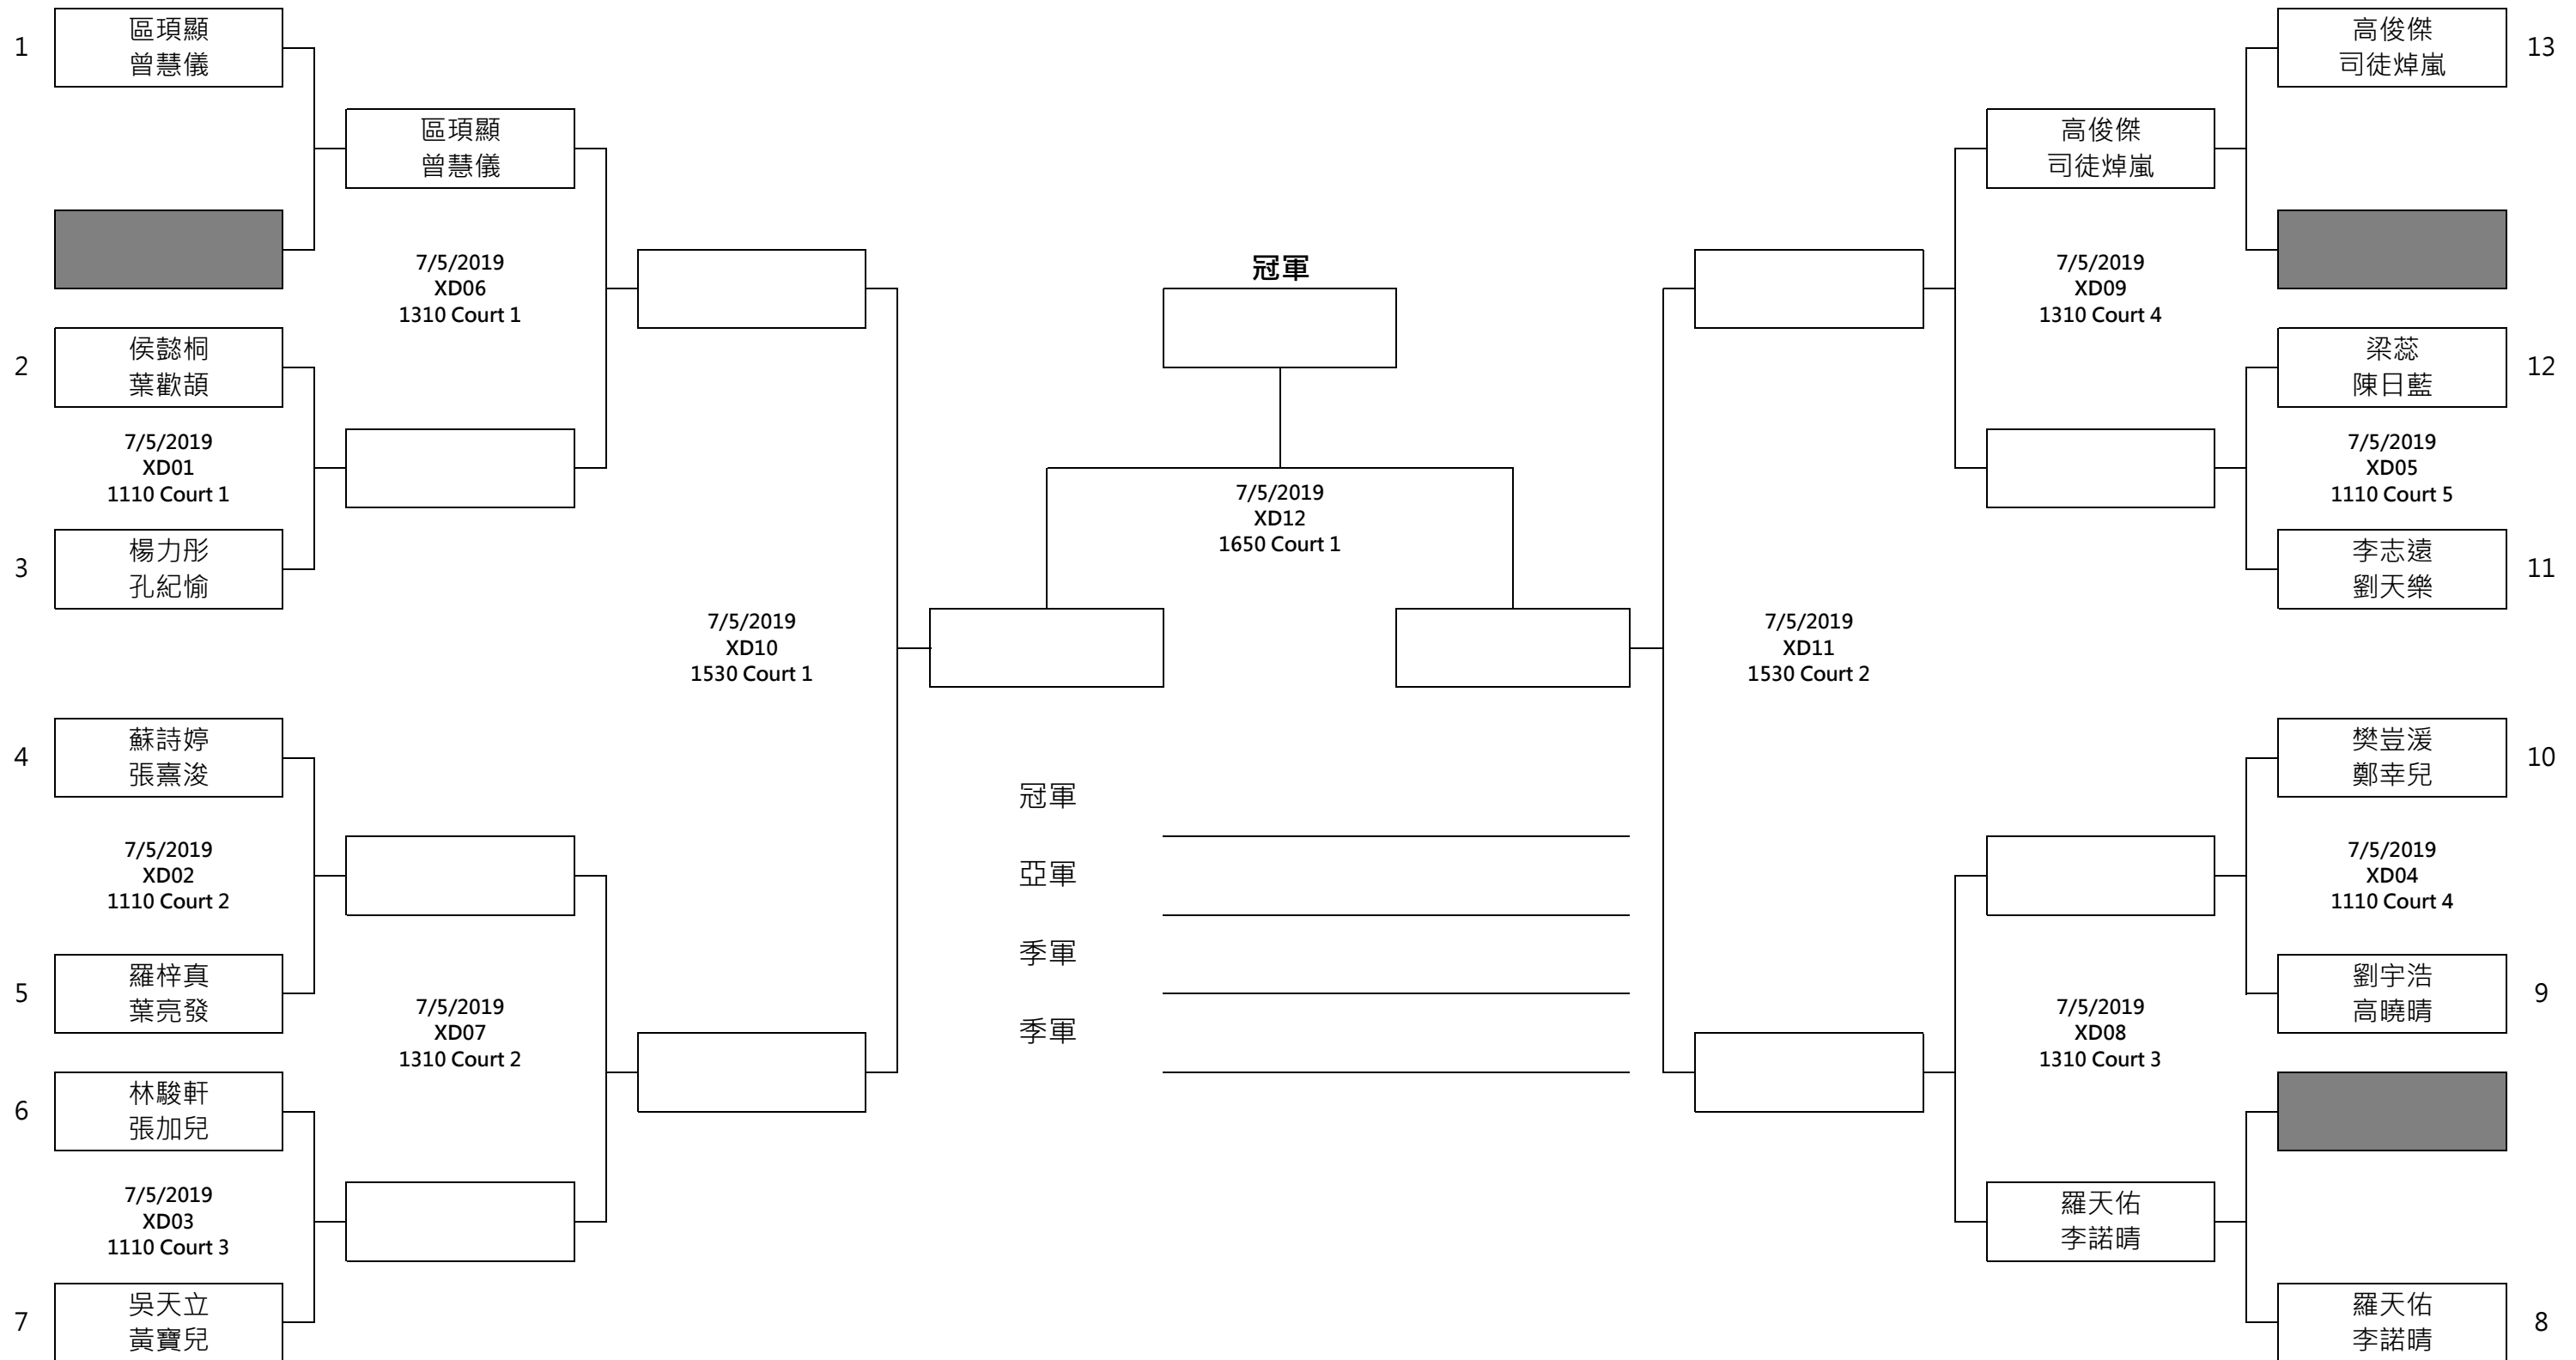 1
區項顯
曾慧儀
區項顯
曾慧儀
7/5/2019
XD06
1310 Court 1
2
侯懿桐
葉歡頡
7/5/2019
XD01
1110 Court 1
3
楊力彤
孔紀愉
7/5/2019
XD10
1530 Court 1
4
蘇詩婷
張熹浚
7/5/2019
XD02
1110 Court 2
5
羅梓真
葉亮發
7/5/2019
XD07
1310 Court 2
6
林駿軒
張加兒
7/5/2019
XD03
1110 Court 3
7
吳天立
黃寶兒
冠軍
7/5/2019
XD12
1650 Court 1
冠軍
亞軍
季軍
季軍
高俊傑
司徒焯嵐
13
高俊傑
司徒焯嵐
7/5/2019
XD09
1310 Court 4
梁蕊
陳日藍
12
7/5/2019
XD05
1110 Court 5
李志遠
劉天樂
11
7/5/2019
XD11
1530 Court 2
樊豈湲
鄭幸兒
10
7/5/2019
XD04
1110 Court 4
劉宇浩
高曉晴
9
7/5/2019
XD08
1310 Court 3
羅天佑
李諾晴
羅天佑
李諾晴
8